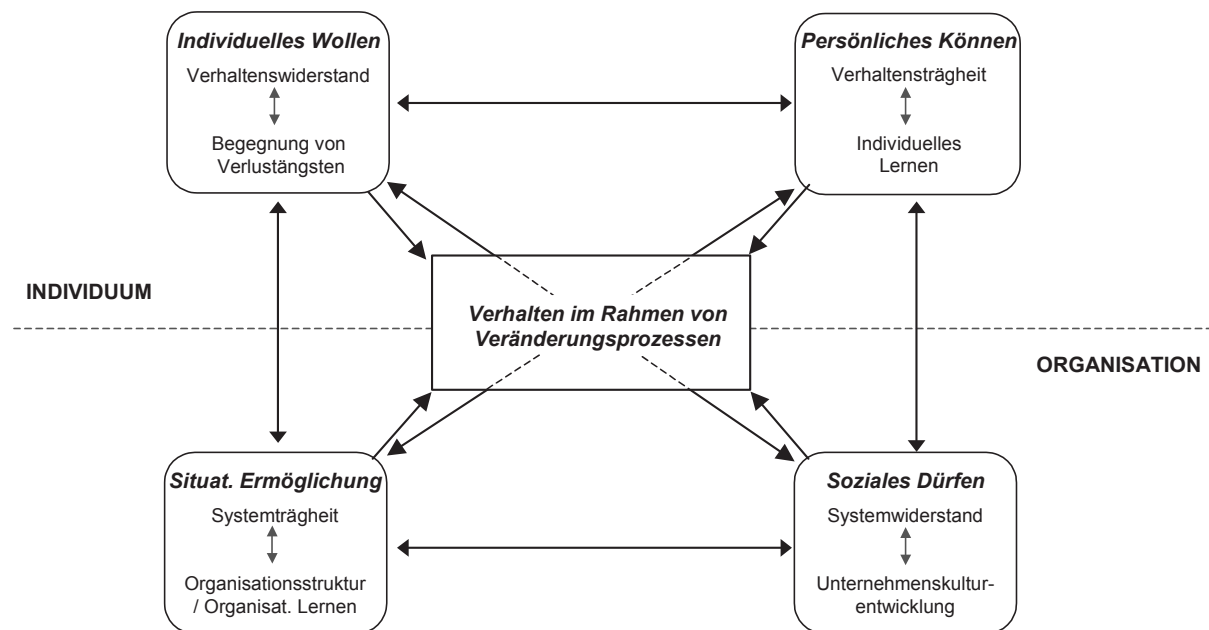 Individuelles Wollen
Verhaltenswiderstand
Begegnung von
Verlustängsten
Persönliches Können
Verhaltensträgheit
Individuelles
Lernen
INDIVIDUUM
Verhalten im Rahmen von
Veränderungsprozessen
ORGANISATION
Situat. Ermöglichung
Systemträgheit
Organisationsstruktur
/ Organisat. Lernen
Soziales Dürfen
Systemwiderstand
Unternehmenskultur-
entwicklung